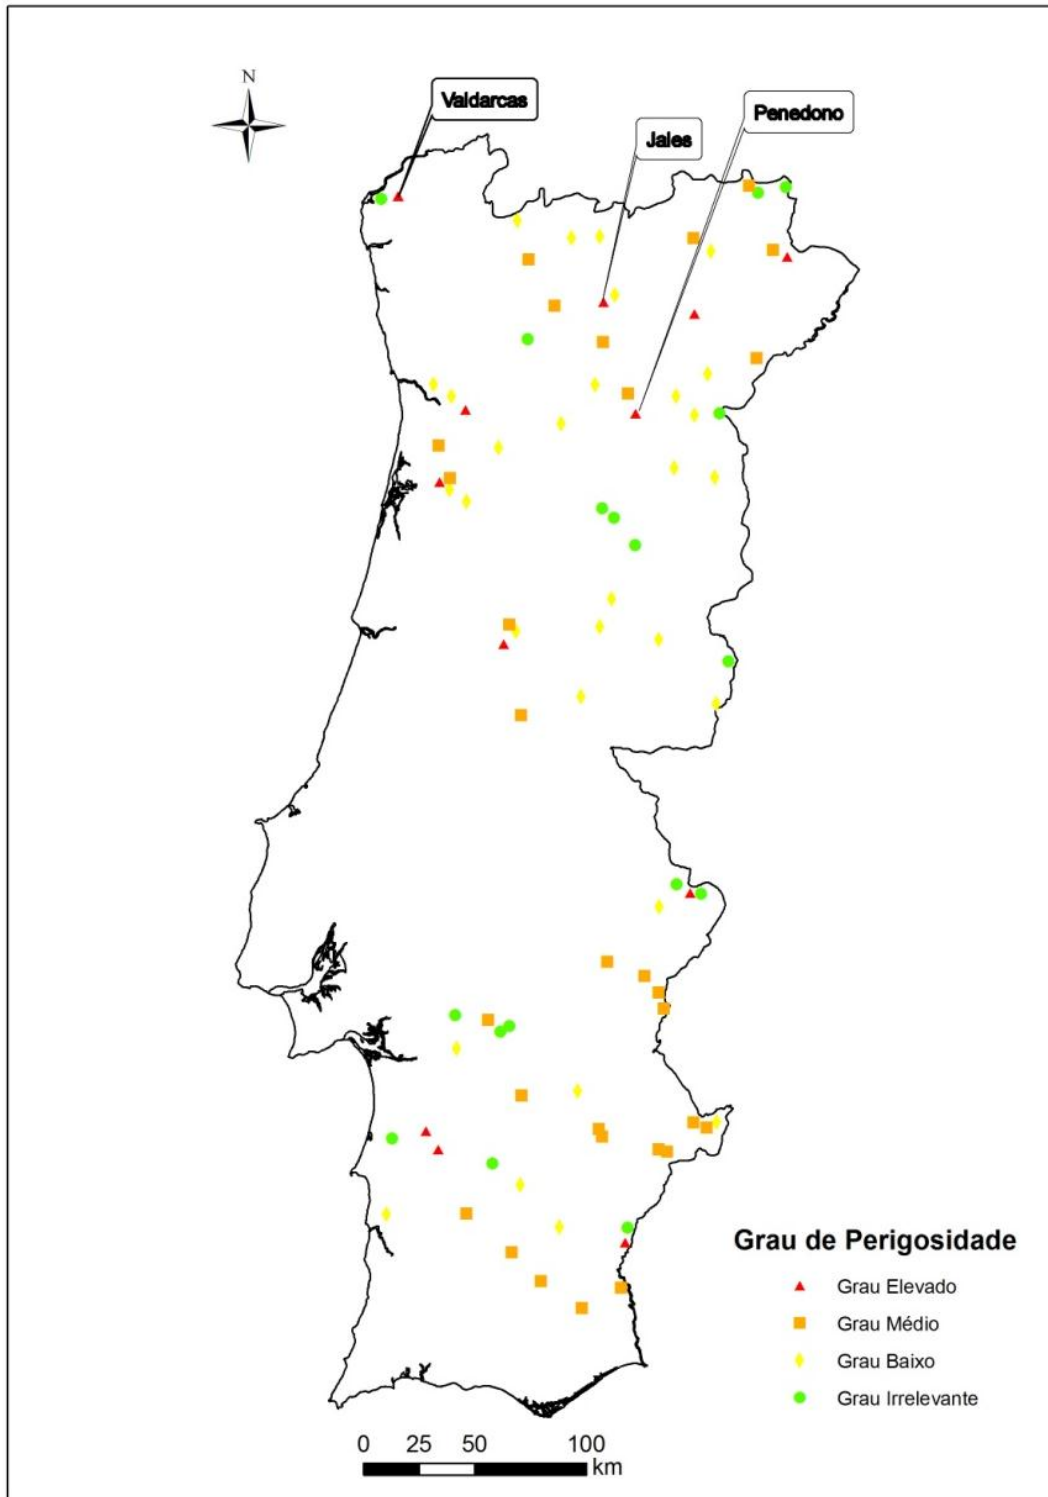 N
Valdarcas
Penedono
Jales
Grau de Perigosidade
Grau Elevado
Grau Médio
Grau Baixo
Grau Irrelevante
0 25 50 100
km